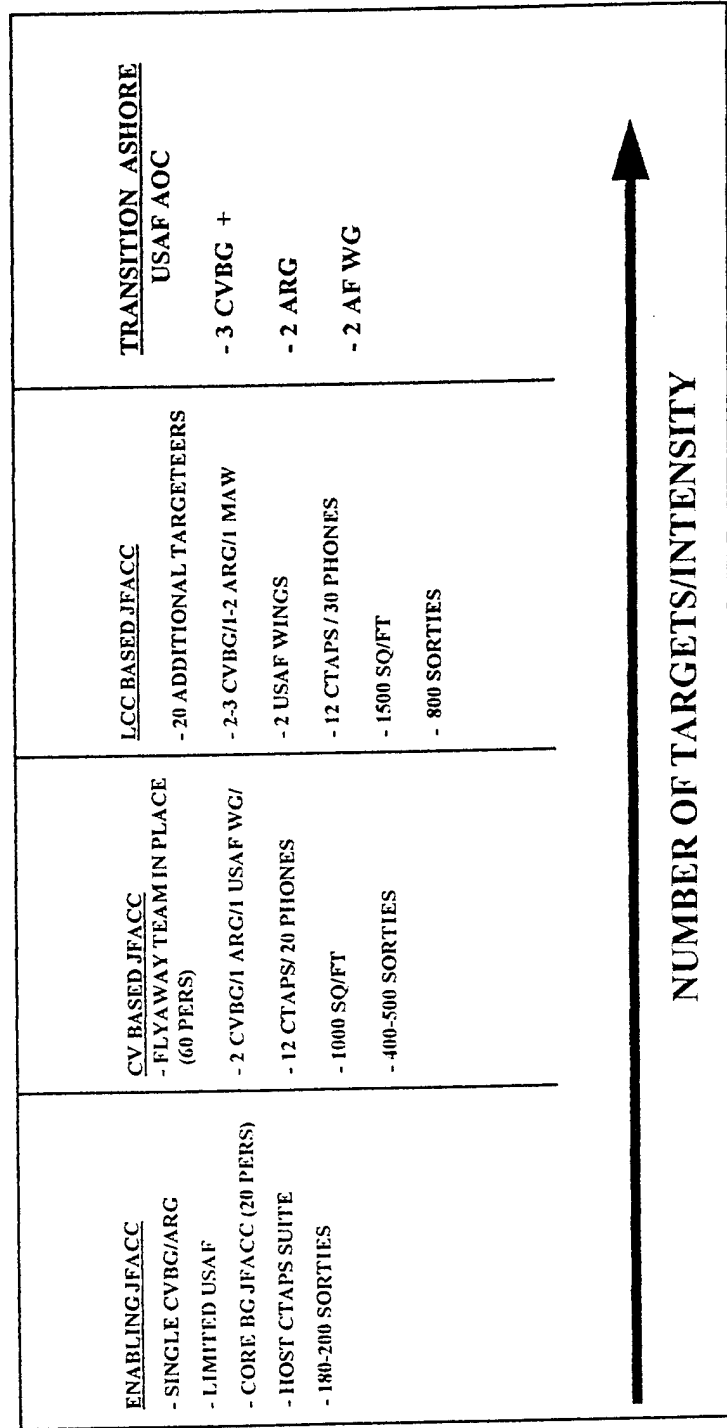 ENABLING JFACC
- SINGLE CVBG/ARG
- LIMITED USAF
- CORE BG JFACC (20 PERS)
- HOST CTAPS SUITE
- 180-200 SORTIES
CV BASED JFACC
- FLYAWAY TEAM IN PLACE
(60 PERS)
- 2 CVBG/1 ARG/1 USAF WG/
- 12 CTAPS/ 20 PHONES
- 1000 SQ/FT
- 400-500 SORTIES
LCC BASED JFACC
- 20 ADDITIONAL TARGETEERS
- 2-3 CVBG/1-2 ARG/1 MAW
- 2 USAF WINGS
- 12 CTAPS / 30 PHONES
- 1500 SQ/FT
- 800 SORTIES
TRANSITION ASHORE
USAF AOC
- 3 CVBG +
- 2 ARG
- 2 AF WG
NUMBER OF TARGETS/INTENSITY